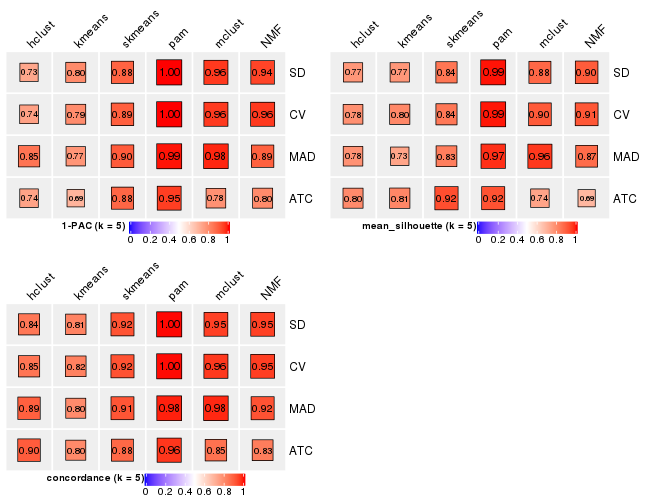 hclust kmeans skmeans pam mclust NMF
0.73 0.80 0.88 1.00 0.96 0.94 SD
0.74 0.79 0.89 1.00 0.96 0.96 CV
0.85 0.77 0.90 0.99 0.98 0.89 MAD
0.74 0.69 0.88 0.95 0.78 0.80 ATC
1-PAC (k = 5)
0 0.2 0.4 0.6 0.8 1
hclust kmeans skmeans pam mclust NMF
0.77 0.77 0.84 0.99 0.88 0.90 SD
0.78 0.80 0.84 0.99 0.90 0.91 CV
0.78 0.73 0.83 0.97 0.96 0.87 MAD
0.80 0.81 0.92 0.92 0.74 0.69 ATC
mean_silhouette (k = 5)
0 0.2 0.4 0.6 0.8 1
hclust kmeans skmeans pam mclust NMF
0.84 0.81 0.92 1.00 0.95 0.95 SD
0.85 0.82 0.92 1.00 0.96 0.95 CV
0.89 0.80 0.91 0.98 0.98 0.92 MAD
0.90 0.80 0.88 0.96 0.85 0.83 ATC
concordance (k = 5)
0 0.2 0.4 0.6 0.8 1